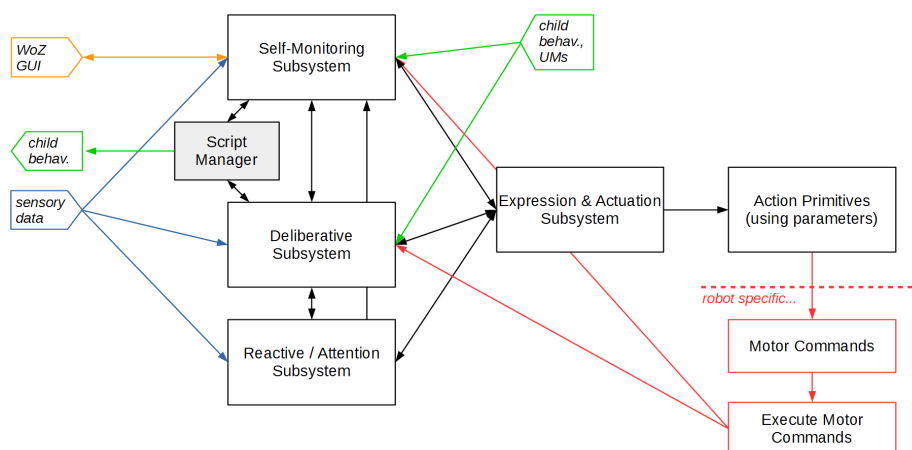 WoZ
GUI
Self-Monitoring
Subsystem
child
behav.,
UMs
child
behav.
Script
Manager
sensory
data
Deliberative
Subsystem
Expression & Actuation
Subsystem
Action Primitives
(using parameters)
robot specific...
Reactive / Attention
Subsystem
Motor Commands
Execute Motor
Commands